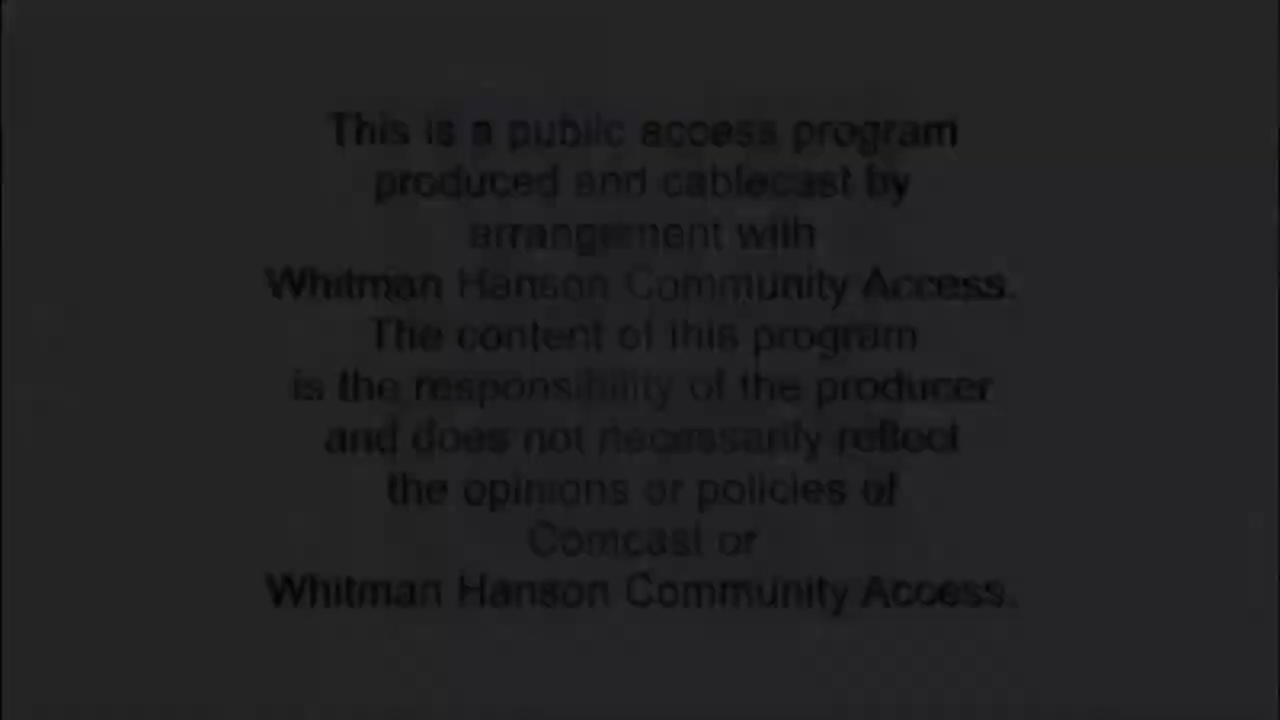 This is a public access program
produced and cablecast by
arrangement with
Whitman Hanson Community Access.
The content of this program
is the responsibility of the producer
and does not necessarily reflect
the opinions or policies of
Comcast or
Whitman Hanson Community Access.